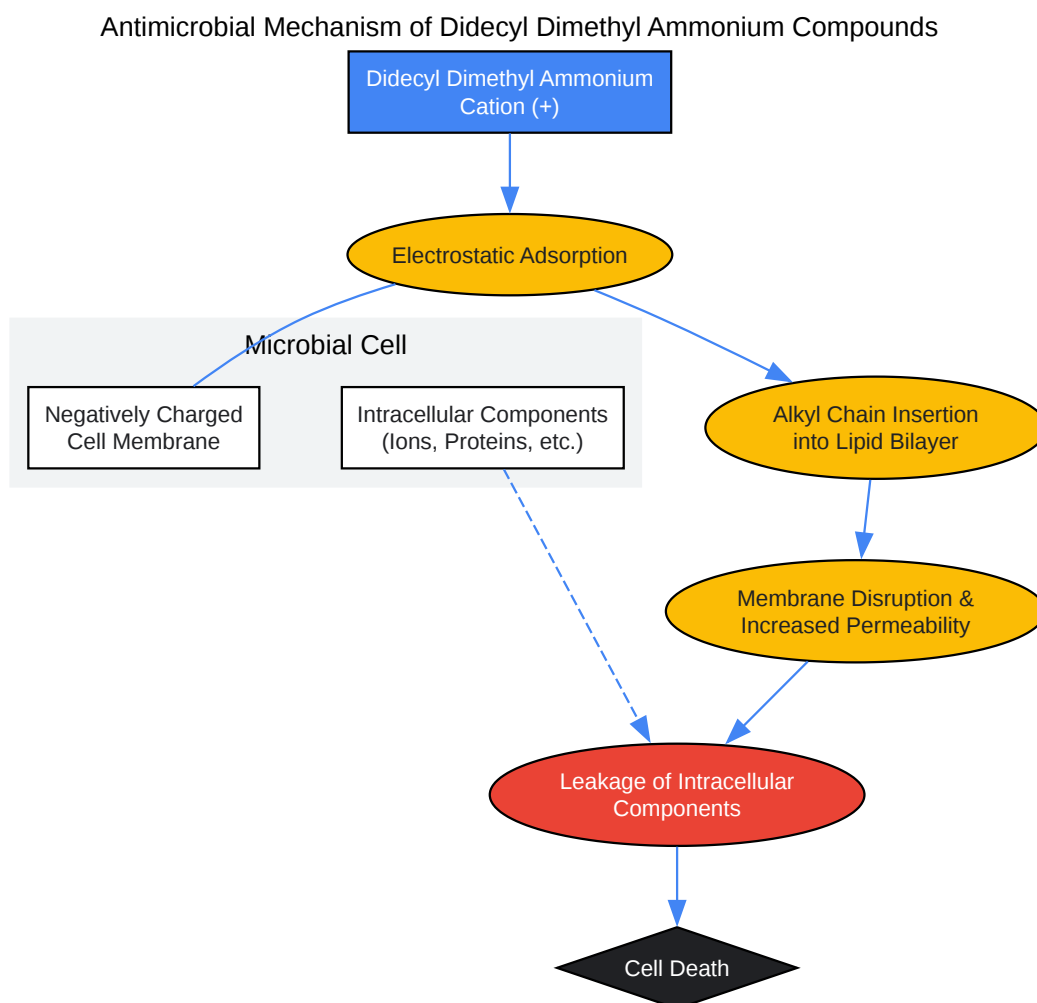 Antimicrobial Mechanism of Didecyl Dimethyl Ammonium Compounds
Didecyl Dimethyl Ammonium
Cation (+)
Electrostatic Adsorption
Microbial Cell
Negatively Charged
Cell Membrane
Intracellular Components
(Ions, Proteins, etc.)
Alkyl Chain Insertion
into Lipid Bilayer
Membrane Disruption &
Increased Permeability
Leakage of Intracellular
Components
Cell Death